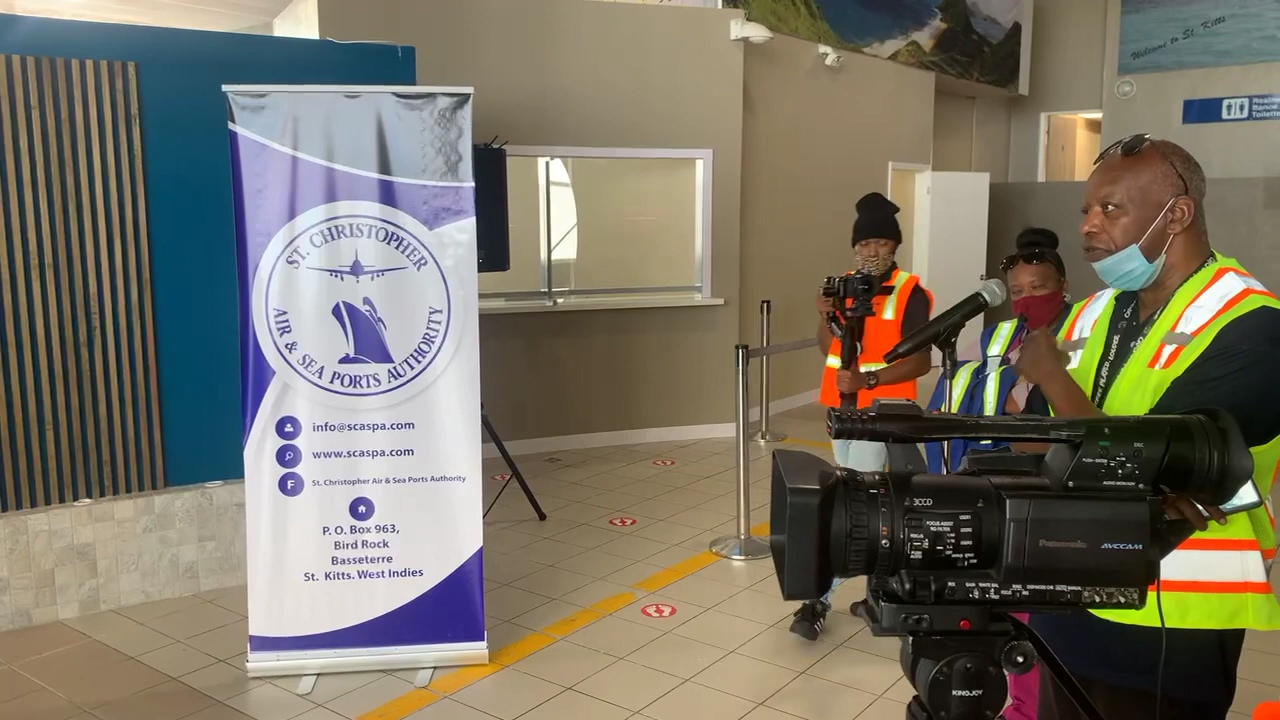 Welcome to St. Kitts
Toilette
ST. CHRISTOPHER
AIR & SEA PORTS AUTHORITY
info@scaspa.com
www.scaspa.com
F
St. Christopher Air & Sea Ports Authority
P. O. Box 963,
Bird Rock
Basseterre
St. Kitts. West Indies
3CCD
Panasonic
AVCCAM
KINGJOY